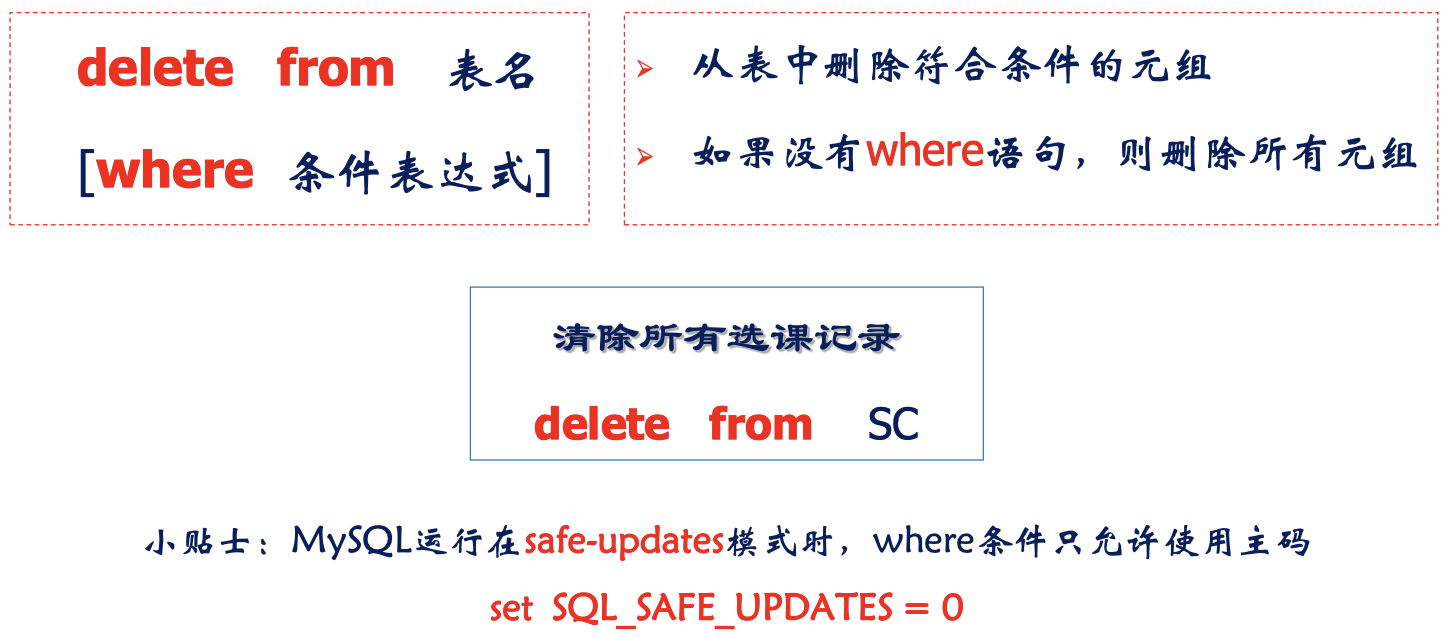 delete from 表名
[where 条件表达式]
从表中删除符合条件的元组
如果没有where语句，则删除所有元组
清除所有选课记录
delete from SC
小贴士：MySQL运行在safe-updates模式时，where条件只允许使用主码
set SQL_SAFE_UPDATES = 0